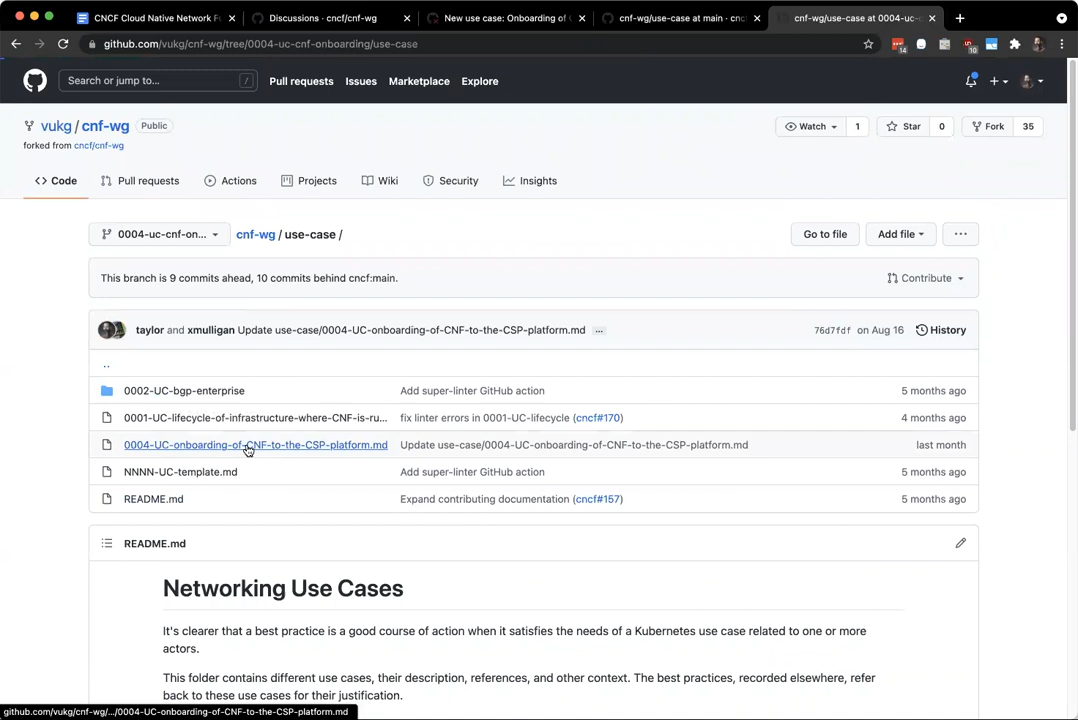 CNCF Cloud Native Network F
Discussions · cncf/cnf-wg
New use case: Onboarding of
cnf-wg/use-case at main · cnc
cnf-wg/use-case at 0004-uc-c
github.com/vukg/cnf-wg/tree/0004-uc-cnf-onboarding/use-case
14
10
Search or jump to...
/
Pull requests
Issues
Marketplace
Explore
vukg / cnf-wg
Public
forked from cncf/cnf-wg
Watch
1
Star
0
Fork
35
Code
Pull requests
Actions
Projects
Wiki
Security
Insights
0004-uc-cnf-on...
cnf-wg / use-case /
Go to file
Add file
...
This branch is 9 commits ahead, 10 commits behind cncf:main.
Contribute
taylor and xmulligan Update use-case/0004-UC-onboarding-of-CNF-to-the-CSP-platform.md
...
76d7fdf on Aug 16
History
..
0002-UC-bgp-enterprise
Add super-linter GitHub action
5 months ago
0001-UC-lifecycle-of-infrastructure-where-CNF-is-ru...
fix linter errors in 0001-UC-lifecycle (cncf#170)
4 months ago
0004-UC-onboarding-of-CNF-to-the-CSP-platform.md
Update use-case/0004-UC-onboarding-of-CNF-to-the-CSP-platform.md
last month
NNNN-UC-template.md
Add super-linter GitHub action
5 months ago
README.md
Expand contributing documentation (cncf#157)
5 months ago
README.md
Networking Use Cases
It's clearer that a best practice is a good course of action when it satisfies the needs of a Kubernetes use case related to one or more
actors.
This folder contains different use cases, their description, references, and other context. The best practices, recorded elsewhere, refer
back to these use cases for their justification.
github.com/vukg/cnf-wg/.../0004-UC-onboarding-of-CNF-to-the-CSP-platform.md